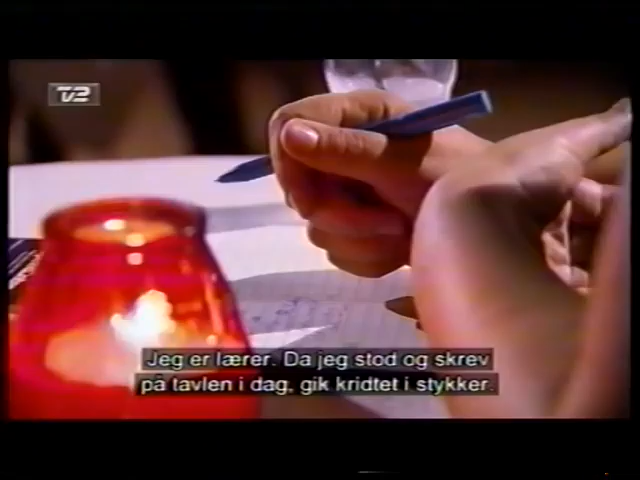 TV2
Jeg er lærer. Da jeg stod og skrev
på tavlen i dag, gik kridtet i stykker.